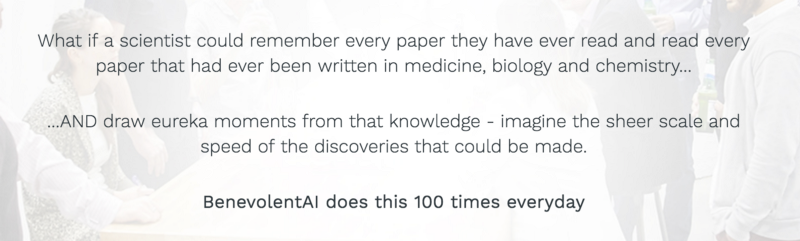 What if a scientist could remember every paper they have ever read and read every
paper that had ever been written in medicine, biology and chemistry...
...AND draw eureka moments from that knowledge - imagine the sheer scale and
speed of the discoveries that could be made.
BenevolentAI does this 100 times everyday